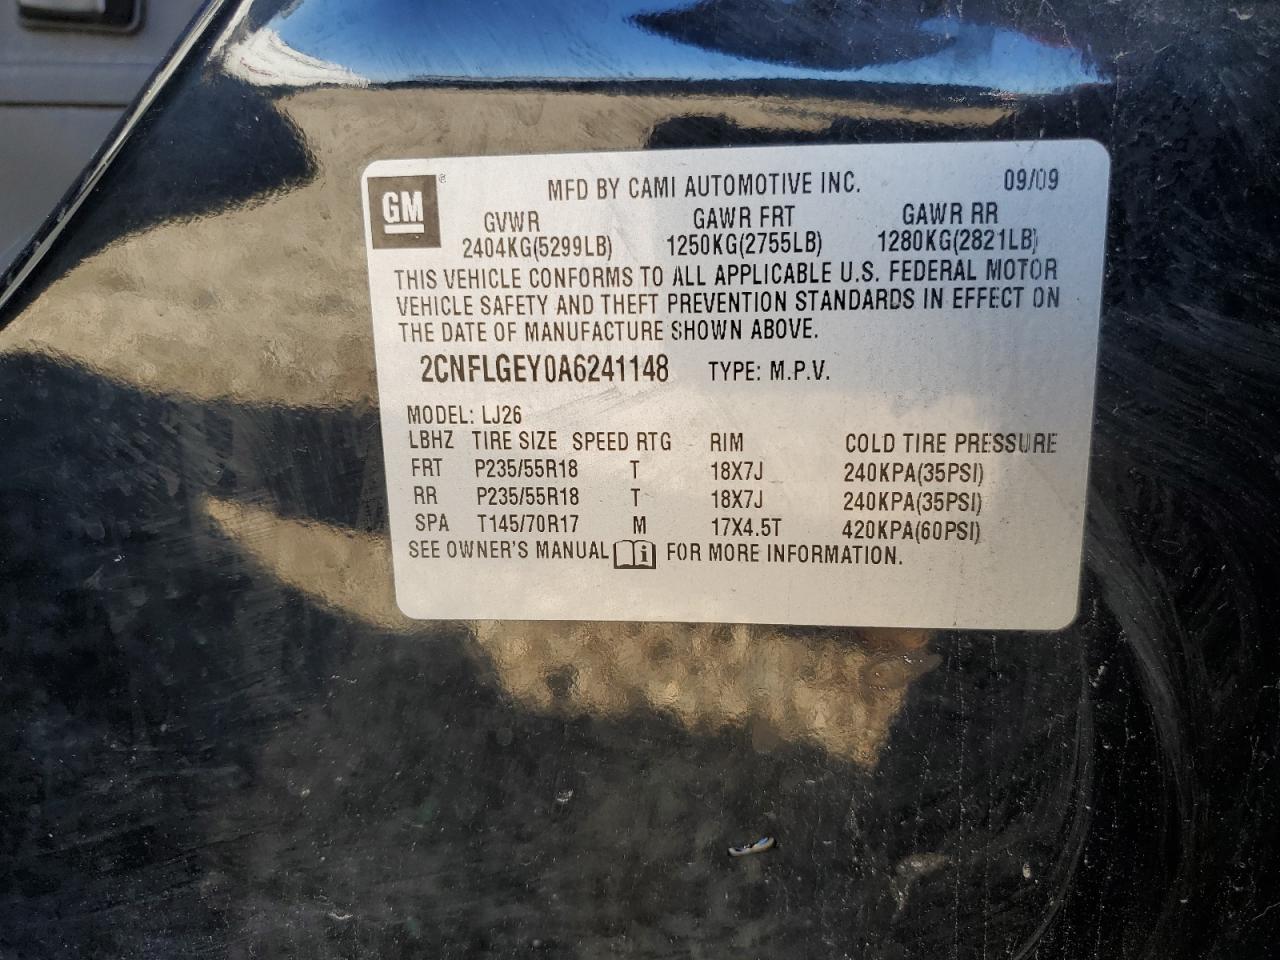 GM ®
MFD BY CAMI AUTOMOTIVE INC. 09/09
GVWR GAWR FRT GAWR RR
2404KG(5299LB) 1250KG(2755LB) 1280KG(2821LB)
THIS VEHICLE CONFORMS TO ALL APPLICABLE U.S. FEDERAL MOTOR
VEHICLE SAFETY AND THEFT PREVENTION STANDARDS IN EFFECT ON
THE DATE OF MANUFACTURE SHOWN ABOVE.
2CNFLGEY0A6241148 TYPE: M.P.V.
MODEL: LJ26
LBHZ TIRE SIZE SPEED RTG RIM COLD TIRE PRESSURE
FRT P235/55R18 T 18X7J 240KPA(35PSI)
RR P235/55R18 T 18X7J 240KPA(35PSI)
SPA T145/70R17 M 17X4.5T 420KPA(60PSI)
SEE OWNER'S MANUAL i FOR MORE INFORMATION.